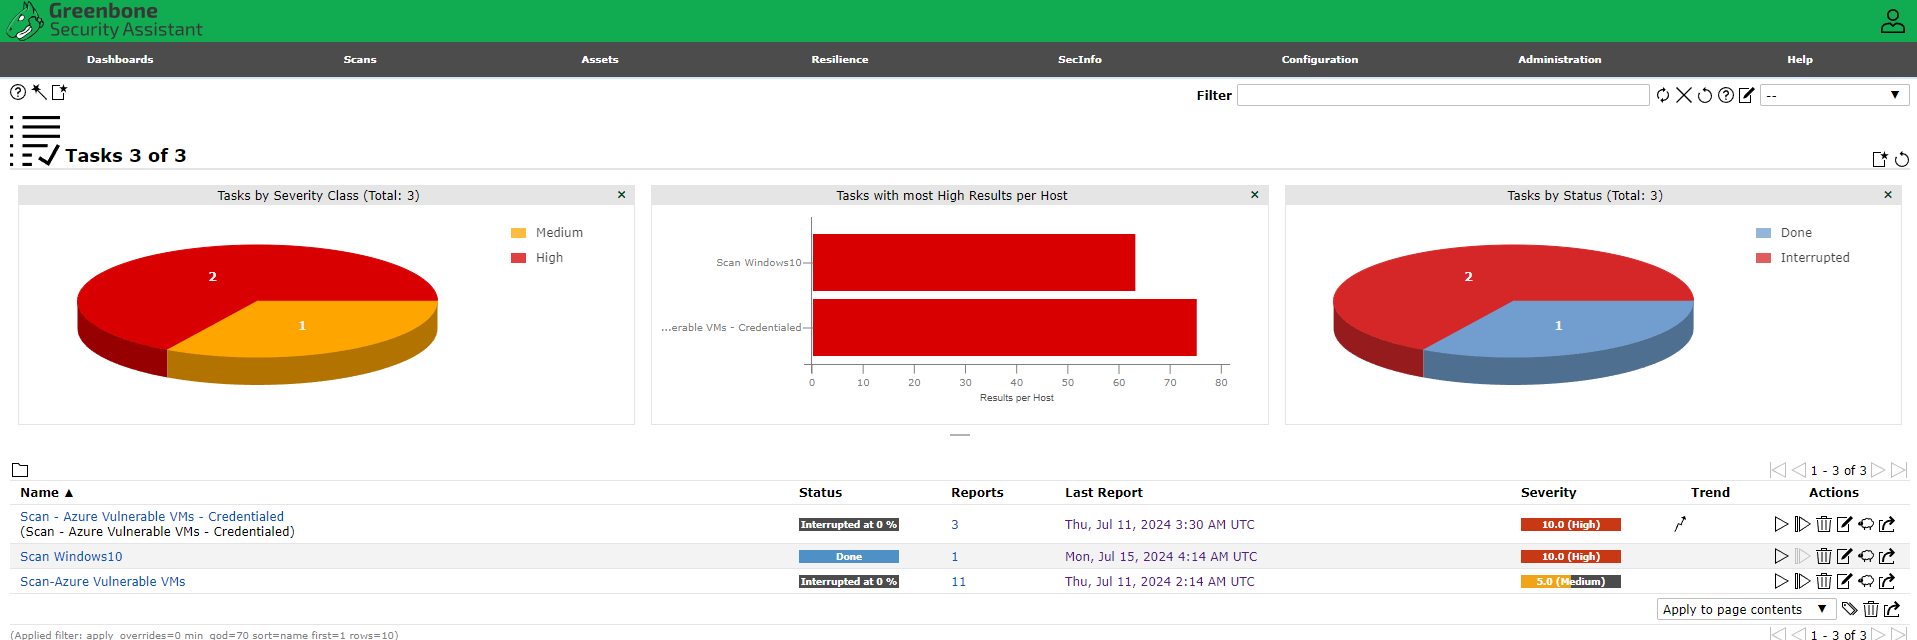 Greenbone
Security Assistant
Dashboards Scans Assets Resilience SecInfo Configuration Administration Help
Filter --
Tasks 3 of 3
Tasks by Severity Class (Total: 3)
Medium
High
2
1
Tasks with most High Results per Host
Scan Windows10
...erable VMs - Credentialed
0 10 20 30 40 50 60 70 80
Results per Host
Tasks by Status (Total: 3)
Done
Interrupted
2
1
1 - 3 of 3
Name ▲ Status Reports Last Report Severity Trend Actions
Scan - Azure Vulnerable VMs - Credentialed
(Scan - Azure Vulnerable VMs - Credentialed)
Interrupted at 0 % 3 Thu, Jul 11, 2024 3:30 AM UTC 10.0 (High)
Scan Windows10 Done 1 Mon, Jul 15, 2024 4:14 AM UTC 10.0 (High)
Scan-Azure Vulnerable VMs Interrupted at 0 % 11 Thu, Jul 11, 2024 2:14 AM UTC 5.0 (Medium)
Apply to page contents ▼
(Applied filter: apply_overrides=0 min_qod=70 sort=name first=1 rows=10)
1 - 3 of 3